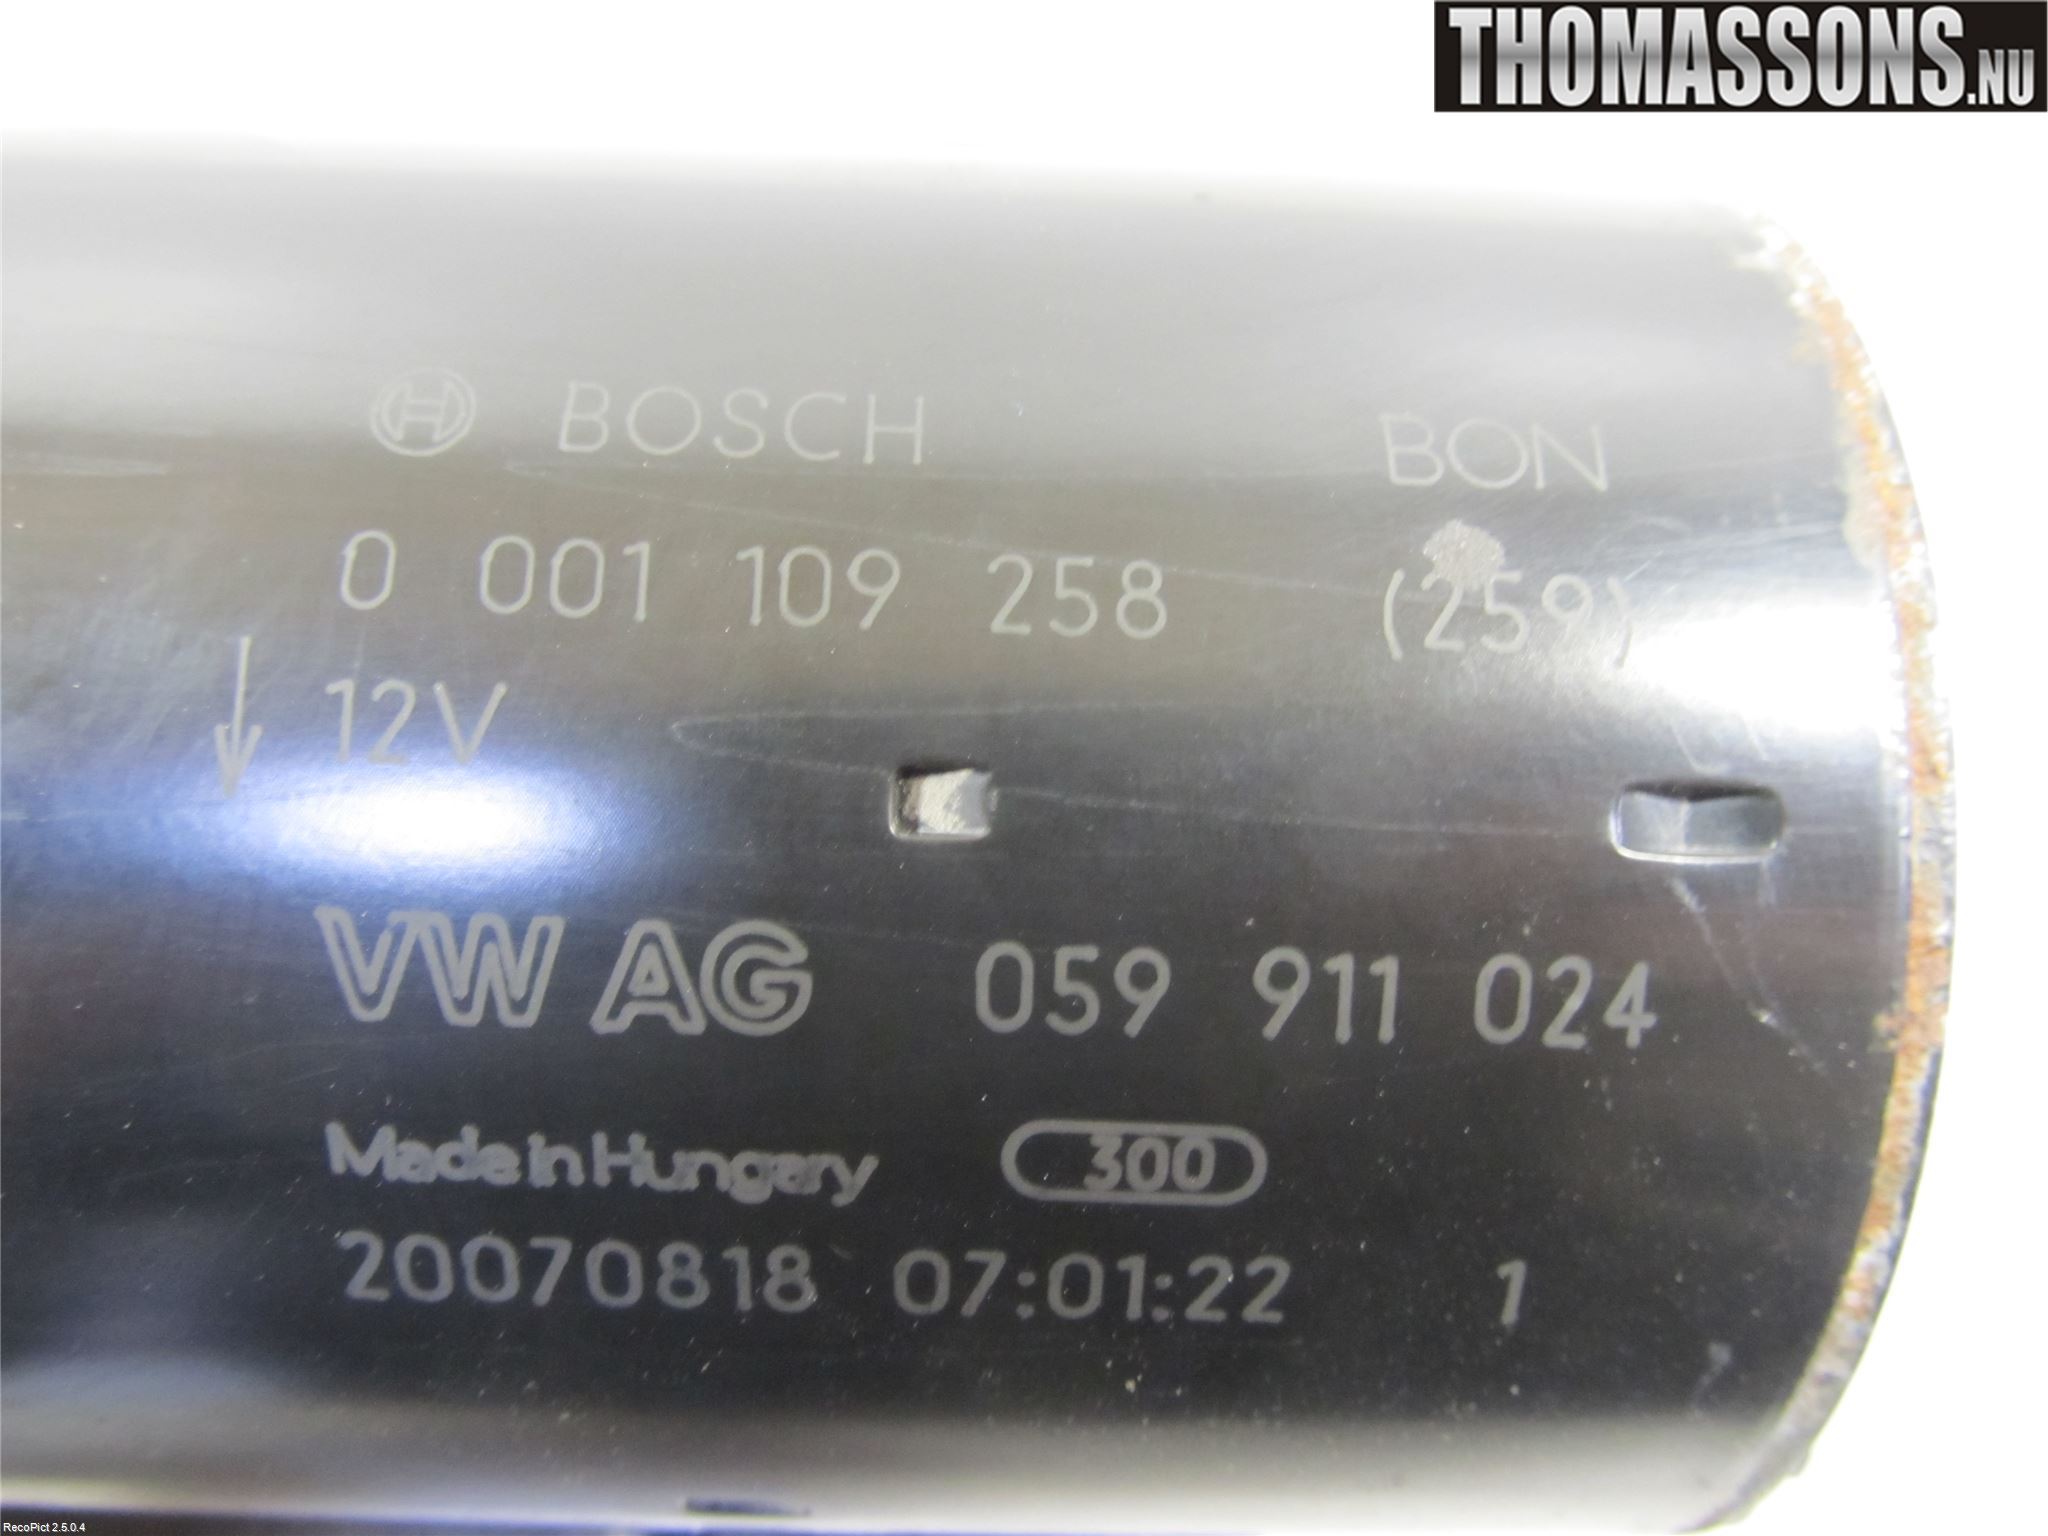 THOMASSONS.NU
BOSCH BON
0 001 109 258 (259)
12V
VW AG 059 911 024
Made in Hungary 300
20070818 07:01:22 1
RecoPict 2.5.0.4